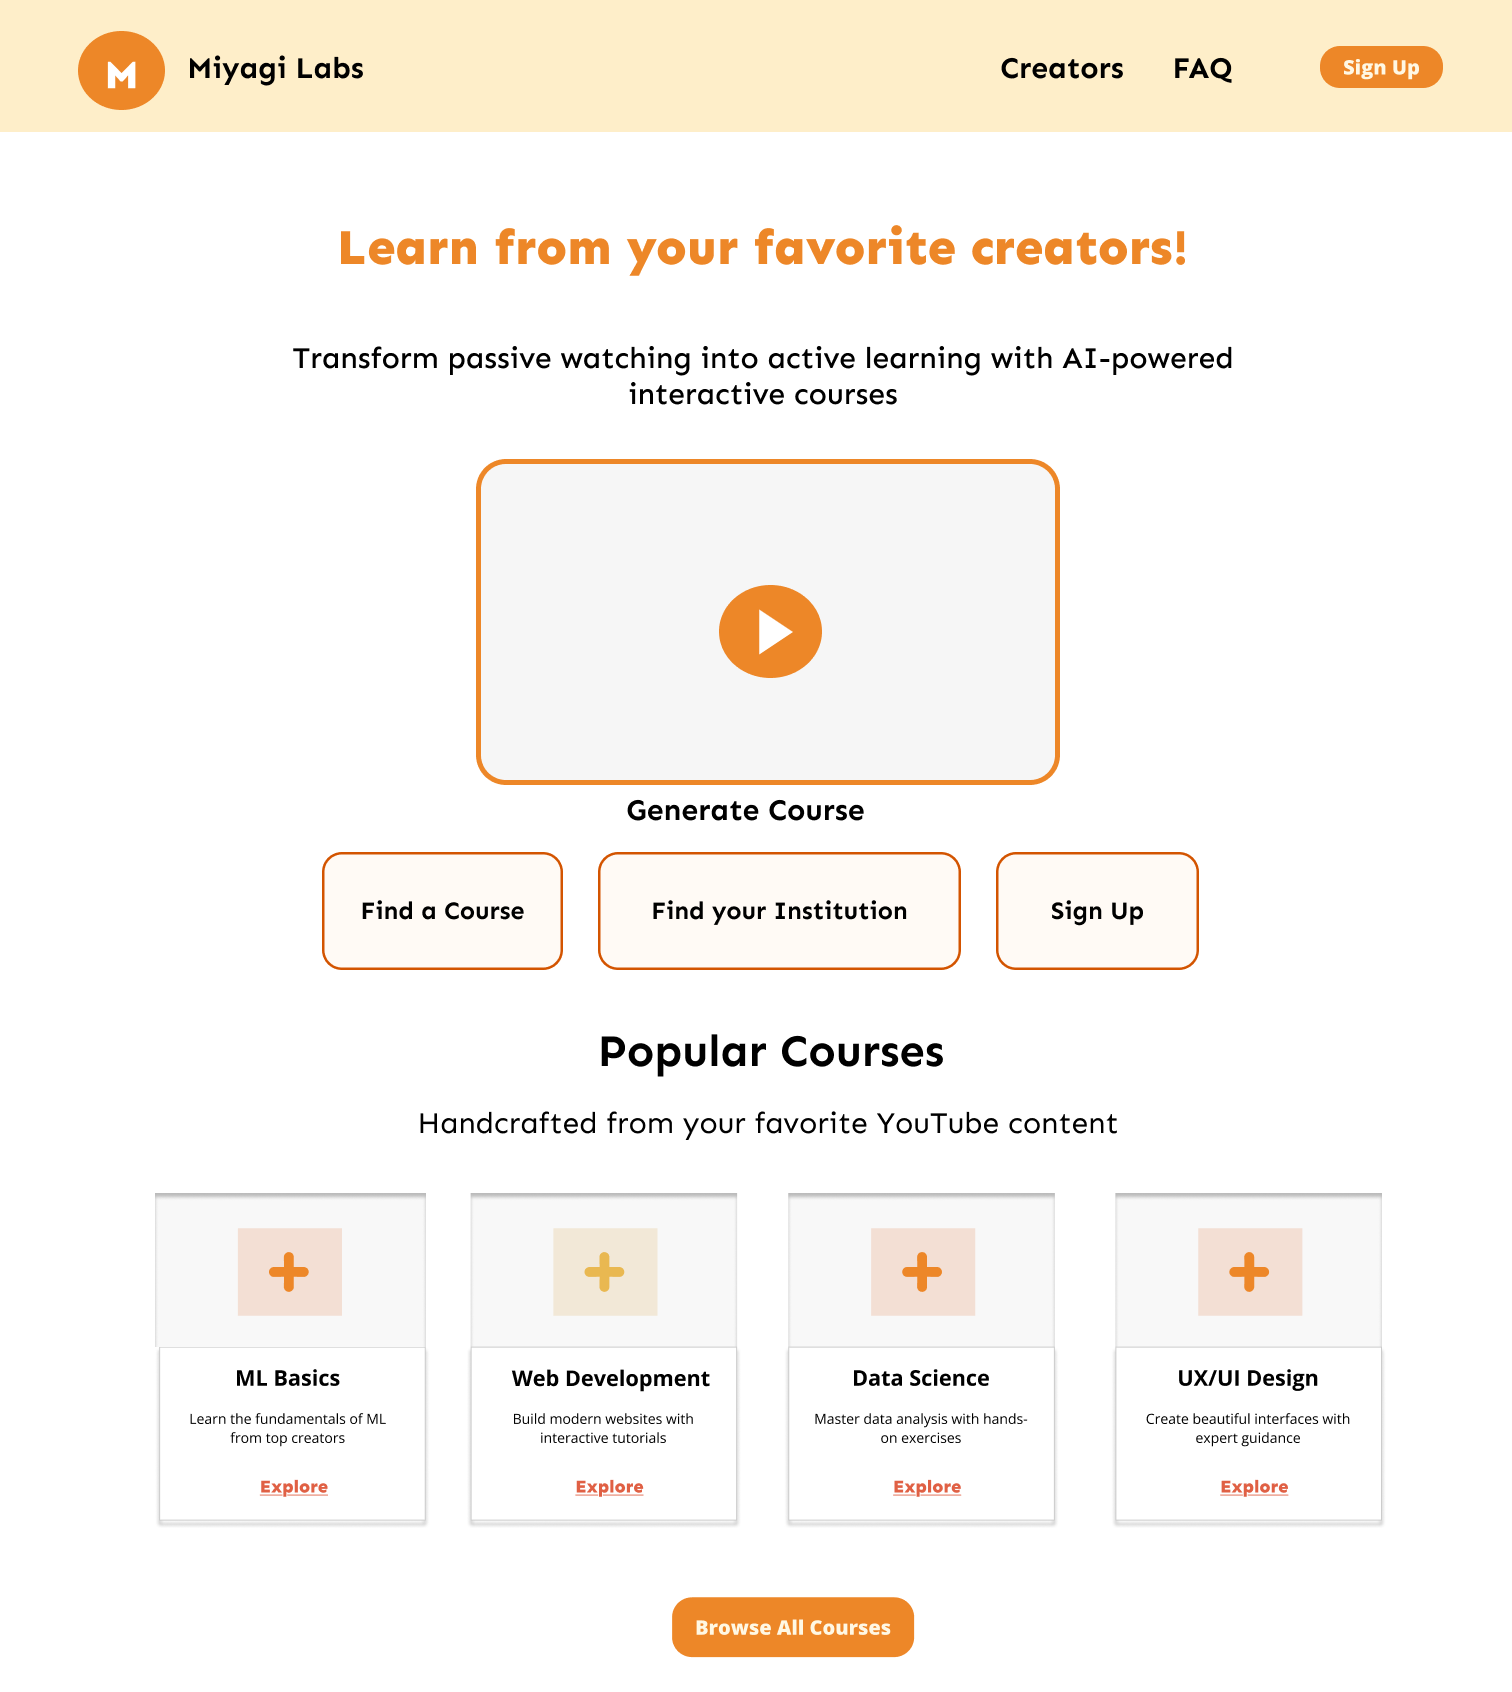 M
Miyagi Labs
Creators
FAQ
Sign Up
Learn from your favorite creators!
Transform passive watching into active learning with AI-powered
interactive courses
Generate Course
Find a Course
Find your Institution
Sign Up
Popular Courses
Handcrafted from your favorite YouTube content
ML Basics
Learn the fundamentals of ML
from top creators
Explore
Web Development
Build modern websites with
interactive tutorials
Explore
Data Science
Master data analysis with hands-
on exercises
Explore
UX/UI Design
Create beautiful interfaces with
expert guidance
Explore
Browse All Courses